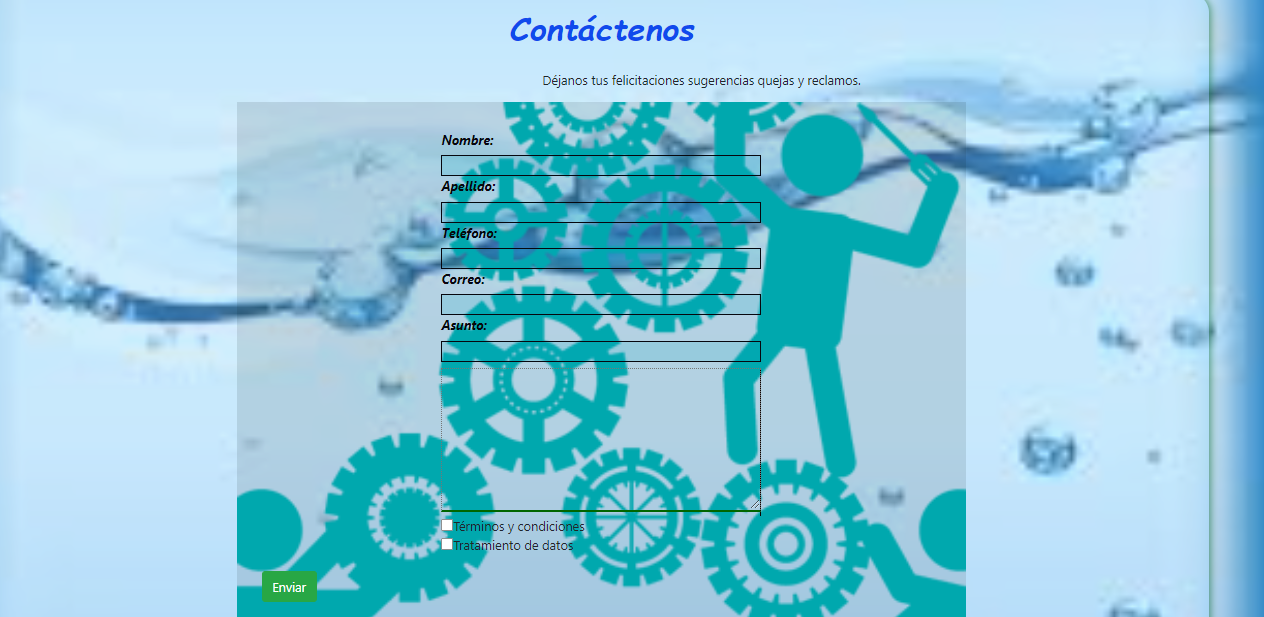 Contáctenos
Déjanos tus felicitaciones sugerencias quejas y reclamos.
Nombre:
Apellido:
Teléfono:
Correo:
Asunto:
Términos y condiciones
Tratamiento de datos
Enviar